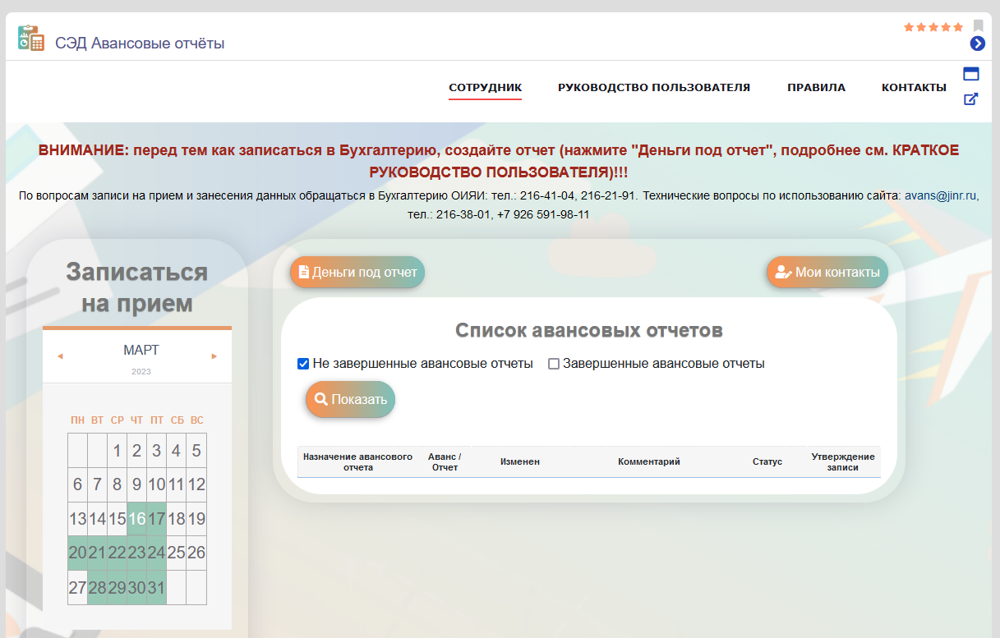 СЭД Авансовые отчёты
СОТРУДНИК РУКОВОДСТВО ПОЛЬЗОВАТЕЛЯ ПРАВИЛА КОНТАКТЫ
ВНИМАНИЕ: перед тем как записаться в Бухгалтерию, создайте отчет (нажмите "Деньги под отчет", подробнее см. КРАТКОЕ
РУКОВОДСТВО ПОЛЬЗОВАТЕЛЯ)!!!
По вопросам записи на прием и занесения данных обращаться в Бухгалтерию ОИЯИ: тел.: 216-41-04, 216-21-91. Технические вопросы по использованию сайта: avans@jinr.ru,
тел.: 216-38-01, +7 926 591-98-11
Записаться
на прием
МАРТ
2023
ПН ВТ СР ЧТ ПТ СБ ВС
1 2 3 4 5
6 7 8 9 10 11 12
13 14 15 16 17 18 19
20 21 22 23 24 25 26
27 28 29 30 31
Деньги под отчет
Мои контакты
Список авансовых отчетов
Не завершенные авансовые отчеты Завершенные авансовые отчеты
Показать
Назначение авансового
отчета
Аванс /
Отчет
Изменен
Комментарий
Статус
Утверждение
записи